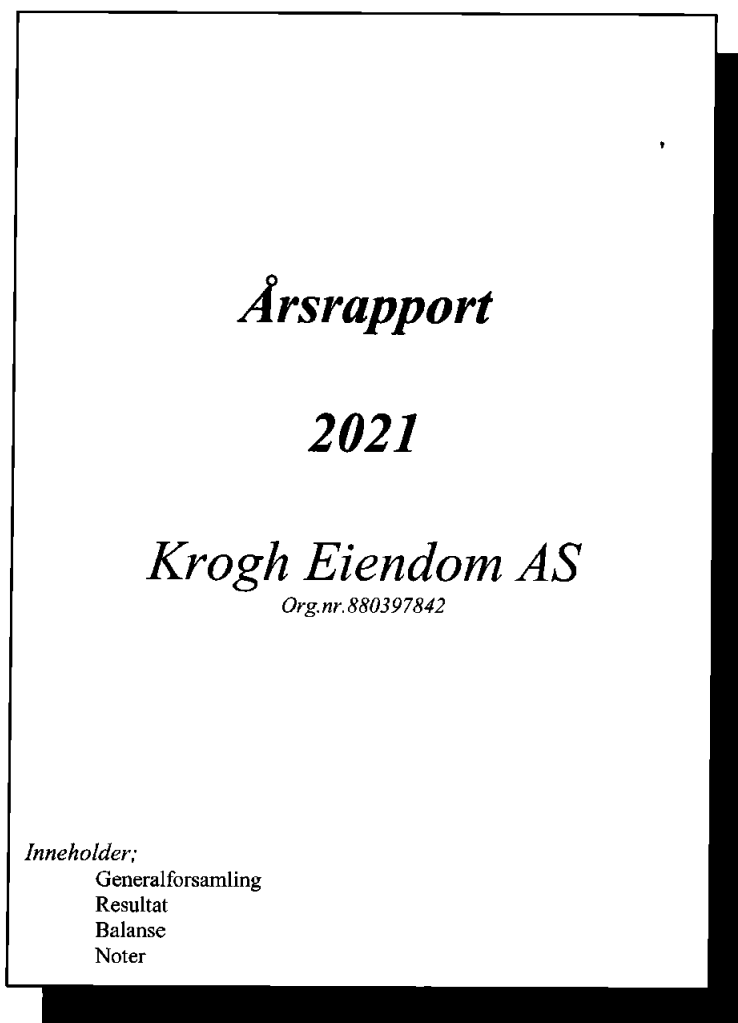 Årsrapport
2021
Krogh Eiendom AS
Org.nr.880397842
Inneholder;
Generalforsamling
Resultat
Balanse
Noter